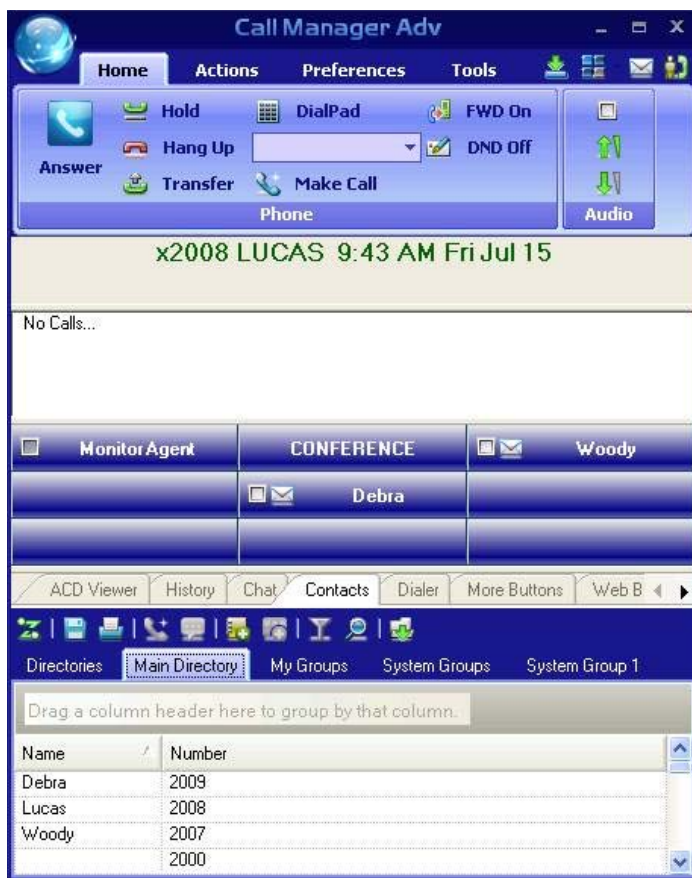 Call Manager Adv
Home Actions Preferences Tools
Answer
Hold DialPad FWD On
Hang Up DND Off
Transfer Make Call
Phone Audio
x2008 LUCAS 9:43 AM Fri Jul 15
No Calls...
Monitor Agent CONFERENCE Woody
Debra
ACD Viewer History Chat Contacts Dialer More Buttons Web B
Directories Main Directory My Groups System Groups System Group 1
Drag a column header here to group by that column.
Name Number
Debra 2009
Lucas 2008
Woody 2007
2000